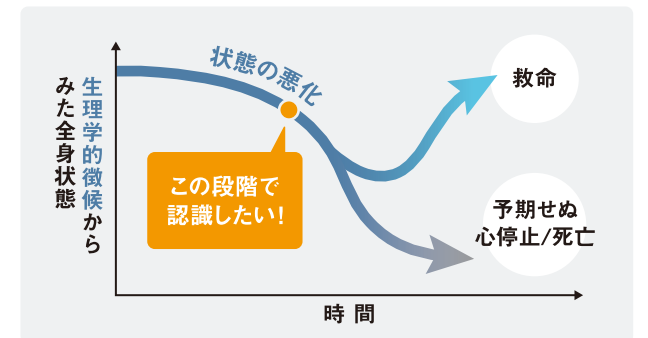 生理学的徴候から
みた全身状態
状態の悪化
この段階で
認識したい！
救命
予期せぬ
心停止/死亡
時間